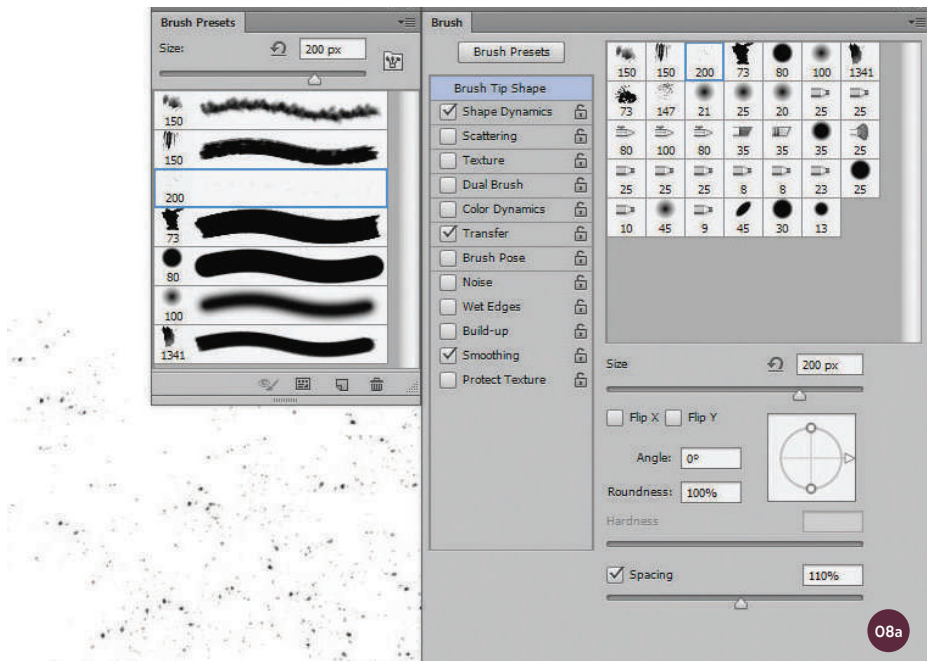 Brush Presets
Size:
200 px
150
150
200
73
80
100
1341
Brush
Brush Presets
Brush Tip Shape
Shape Dynamics
Scattering
Texture
Dual Brush
Color Dynamics
Transfer
Brush Pose
Noise
Wet Edges
Build-up
Smoothing
Protect Texture
150 150 200 73 80 100 1341
73 147 21 25 20 25 25
80 100 80 35 35 35 25
25 25 25 8 8 23 25
10 45 9 45 30 13
Size 200 px
Flip X Flip Y
Angle: 0º
Roundness: 100%
Hardness
Spacing 110%
08a